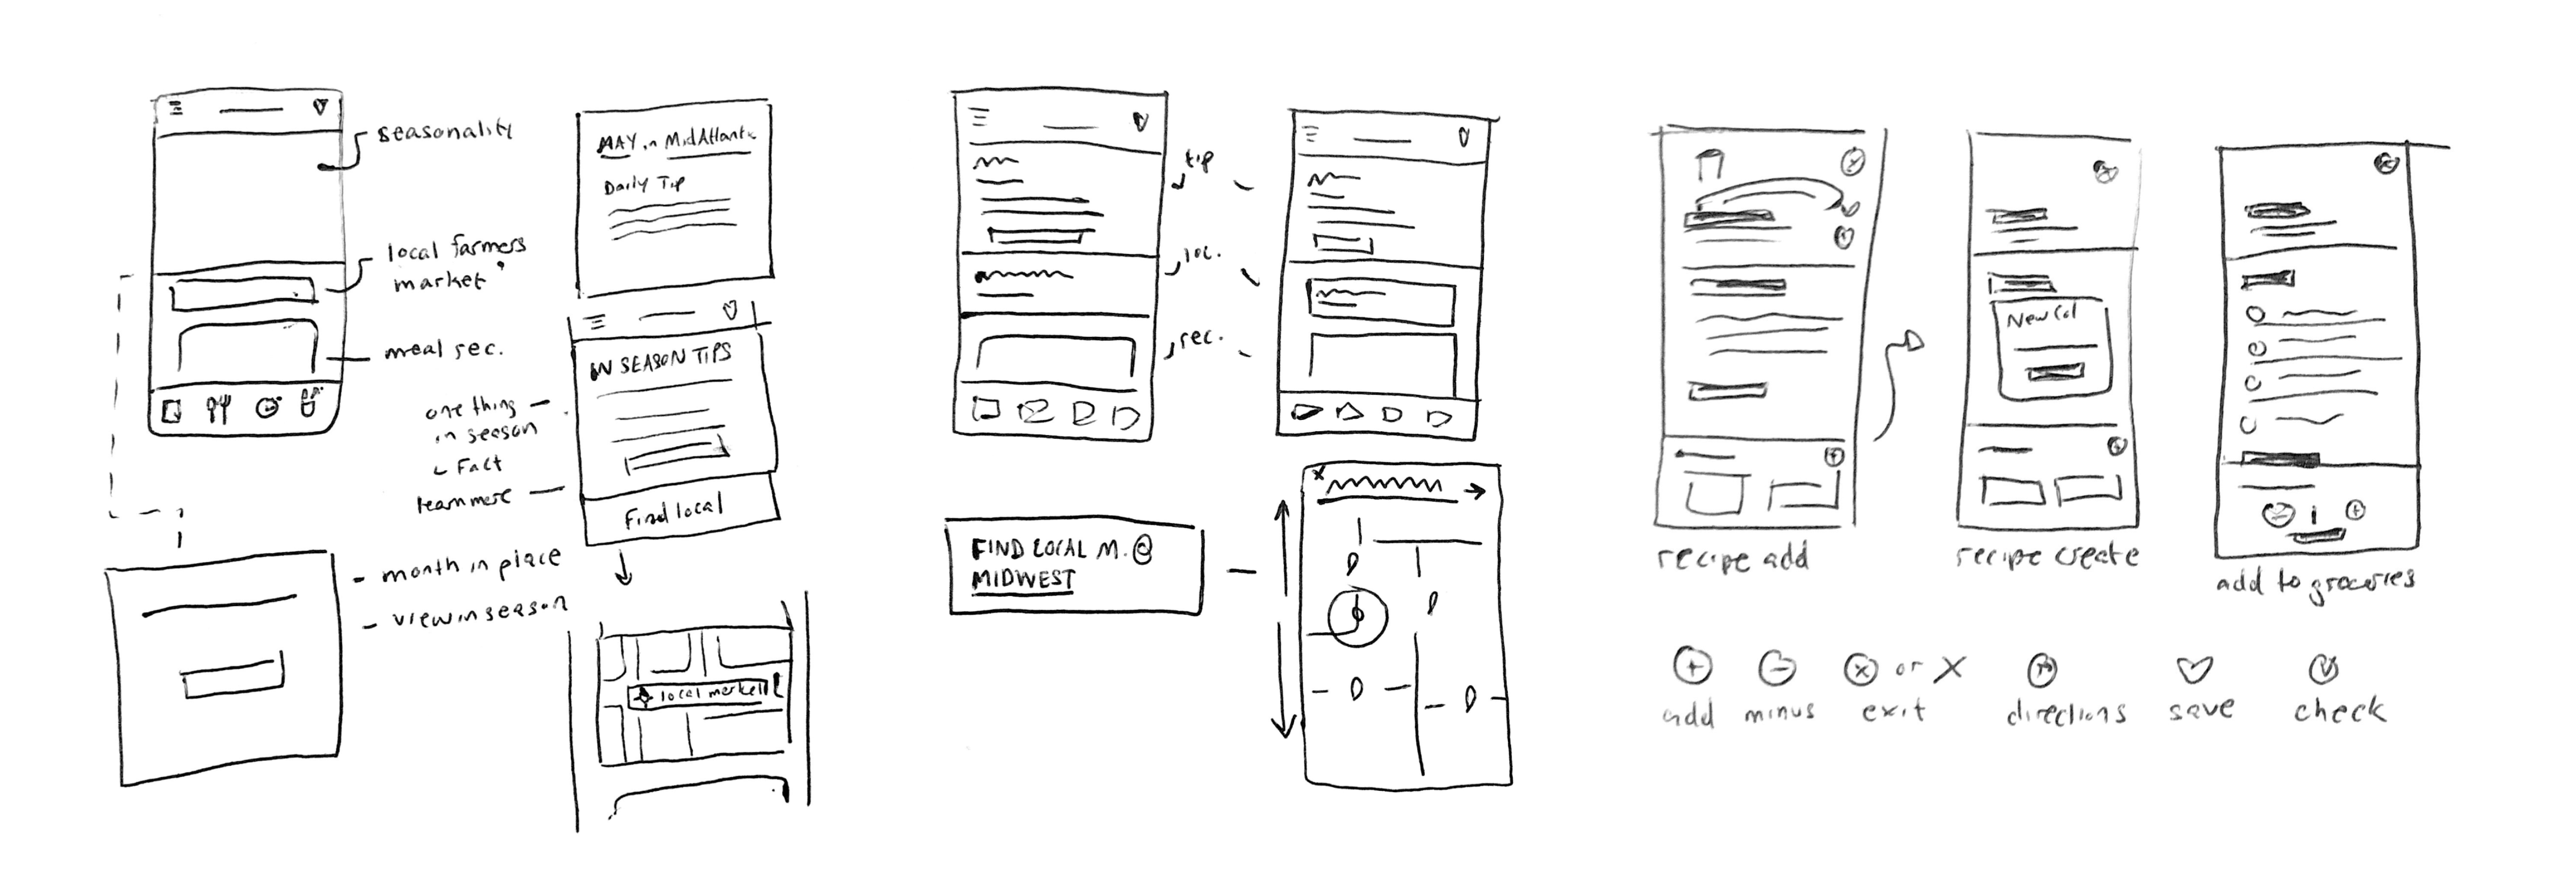 seasonality
local farmers
market
meal rec.
month in place
view in season
MAY in MidAtlantic
Daily Tip
IN SEASON TIPS
one thing
in season
Fact
learn more
Find local
local market
tip
loc.
rec.
FIND LOCAL M. @
MIDWEST
New Col
recipe add
recipe create
add to groceries
or X
add
minus
exit
directions
save
check